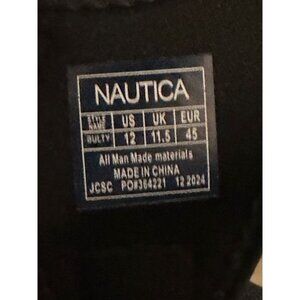 NAUTICA
STYLE NAME US UK EUR
BULTY 12 11.5 45
All Man Made materials
MADE IN CHINA
JCSC PO#364221 12 2024